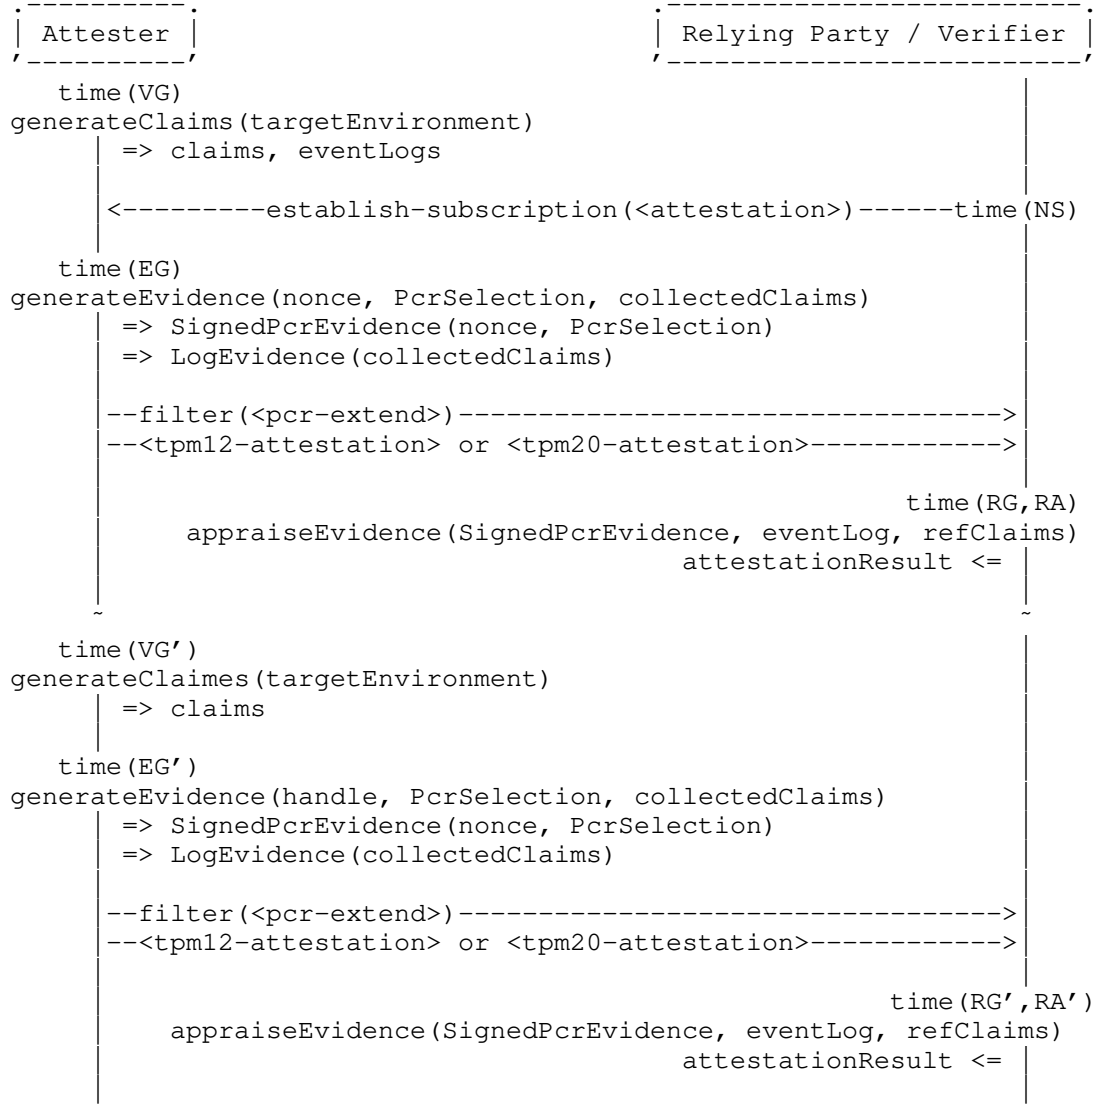 .----------.                             .--------------------------.
| Attester |                             | Relying Party / Verifier |
'----------'                             '--------------------------'
   time(VG)                                                     |
generateClaims(targetEnvironment)                               |
     | => claims, eventLogs                                     |
     |                                                          |
     |<---------establish-subscription(<attestation>)------time(NS)
     |                                                          |
   time(EG)                                                     |
generateEvidence(nonce, PcrSelection, collectedClaims)          |
     | => SignedPcrEvidence(nonce, PcrSelection)                |
     | => LogEvidence(collectedClaims)                          |
     |                                                          |
     |--filter(<pcr-extend>)---------------------------------->|
     |--<tpm12-attestation> or <tpm20-attestation>------------>|
     |                                                          |
     |                                                  time(RG,RA)
     |     appraiseEvidence(SignedPcrEvidence, eventLog, refClaims)
     |                                    attestationResult <= |
     |                                                          |
     ~                                                          ~
   time(VG')                                                    |
generateClaimes(targetEnvironment)                              |
     | => claims                                                |
     |                                                          |
   time(EG')                                                    |
generateEvidence(handle, PcrSelection, collectedClaims)         |
     | => SignedPcrEvidence(nonce, PcrSelection)                |
     | => LogEvidence(collectedClaims)                          |
     |                                                          |
     |--filter(<pcr-extend>)---------------------------------->|
     |--<tpm12-attestation> or <tpm20-attestation>------------>|
     |                                                          |
     |                                                 time(RG',RA')
     |    appraiseEvidence(SignedPcrEvidence, eventLog, refClaims)
     |                                    attestationResult <= |
     |                                                          |